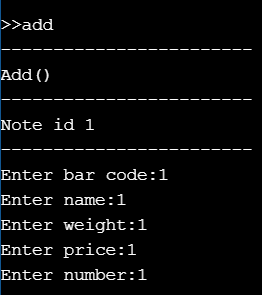 >>add
------------------------
Add()
------------------------
Note id 1
------------------------
Enter bar code:1
Enter name:1
Enter weight:1
Enter price:1
Enter number:1